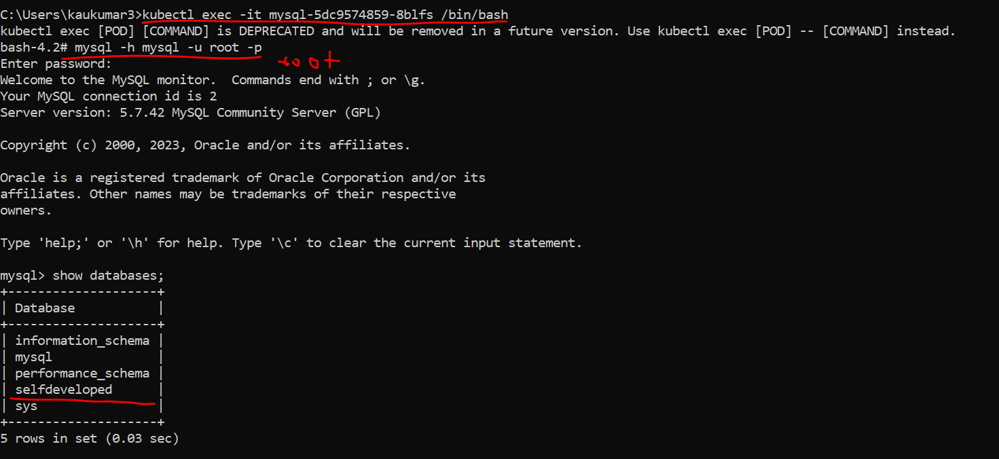 C:\Users\kaukumar3>kubectl exec -it mysql-5dc9574859-8blfs /bin/bash
kubectl exec [POD] [COMMAND] is DEPRECATED and will be removed in a future version. Use kubectl exec [POD] -- [COMMAND] instead.
bash-4.2# mysql -h mysql -u root -p
Enter password:
root
Welcome to the MySQL monitor.  Commands end with ; or \g.
Your MySQL connection id is 2
Server version: 5.7.42 MySQL Community Server (GPL)
Copyright (c) 2000, 2023, Oracle and/or its affiliates.
Oracle is a registered trademark of Oracle Corporation and/or its
affiliates. Other names may be trademarks of their respective
owners.
Type 'help;' or '\h' for help. Type '\c' to clear the current input statement.
mysql> show databases;
+--------------------+
| Database           |
+--------------------+
| information_schema |
| mysql              |
| performance_schema |
| selfdeveloped      |
| sys                |
+--------------------+
5 rows in set (0.03 sec)